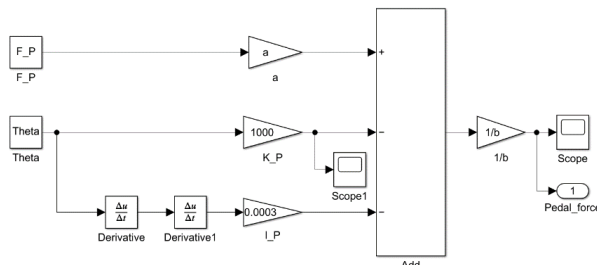 F_P
F_P
a
a
+
Theta
Theta
1000
K_P
−
Scope1
1/b
1/b
Scope
1
Pedal_force
Δu
Δt
Derivative
Δu
Δt
Derivative1
0.0003
I_P
−
Add